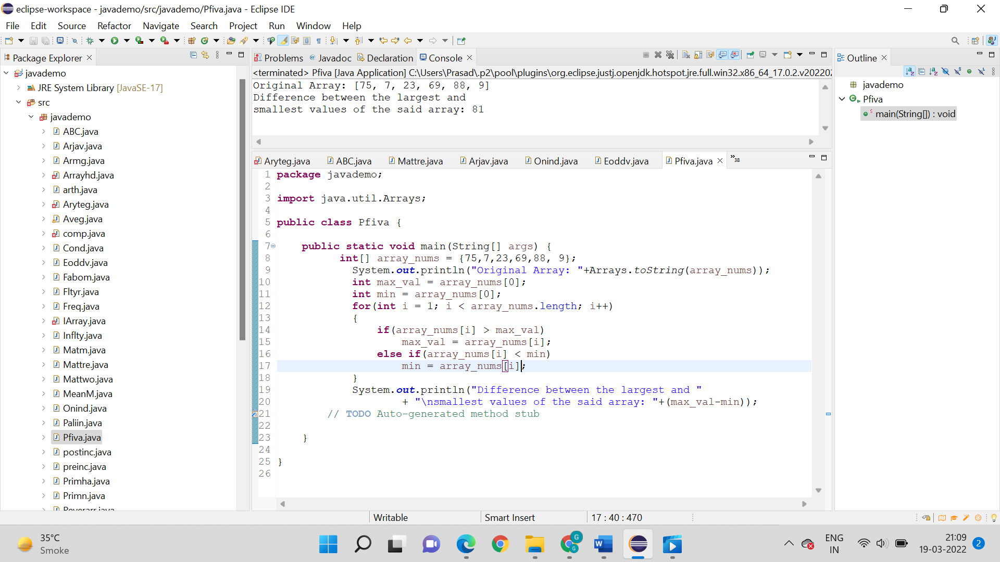 eclipse-workspace - javademo/src/javademo/Pfiva.java - Eclipse IDE
File Edit Source Refactor Navigate Search Project Run Window Help
Package Explorer
javademo
JRE System Library [JavaSE-17]
src
javademo
ABC.java
Arjav.java
Armg.java
Arrayhd.java
arth.java
Aryteg.java
Aveg.java
comp.java
Cond.java
Eoddv.java
Fabom.java
Fltyr.java
Freq.java
IArray.java
Inflty.java
Matm.java
Mattre.java
Mattwo.java
MeanM.java
Onind.java
Paliin.java
Pfiva.java
postinc.java
preinc.java
Primha.java
Primn.java
Reverarr.java
Problems Javadoc Declaration Console
<terminated> Pfiva [Java Application] C:\Users\Prasad\.p2\pool\plugins\org.eclipse.justj.openjdk.hotspot.jre.full.win32.x86_64_17.0.2.v20220
Original Array: [75, 7, 23, 69, 88, 9]
Difference between the largest and
smallest values of the said array: 81
Aryteg.java ABC.java Mattre.java Arjav.java Onind.java Eoddv.java Pfiva.java »38
1 package javademo;
2
3 import java.util.Arrays;
4
5 public class Pfiva {
6
7 public static void main(String[] args) {
8 int[] array_nums = {75,7,23,69,88, 9};
9 System.out.println("Original Array: "+Arrays.toString(array_nums));
10 int max_val = array_nums[0];
11 int min = array_nums[0];
12 for(int i = 1; i < array_nums.length; i++)
13 {
14 if(array_nums[i] > max_val)
15 max_val = array_nums[i];
16 else if(array_nums[i] < min)
17 min = array_nums[i];
18 }
19 System.out.println("Difference between the largest and "
20 + "\nsmallest values of the said array: "+(max_val-min));
21 // TODO Auto-generated method stub
22
23 }
24
25 }
26
Outline
javademo
Pfiva
main(String[]) : void
Writable Smart Insert 17 : 40 : 470
35°C
Smoke
ENG
IN
21:09
19-03-2022
2